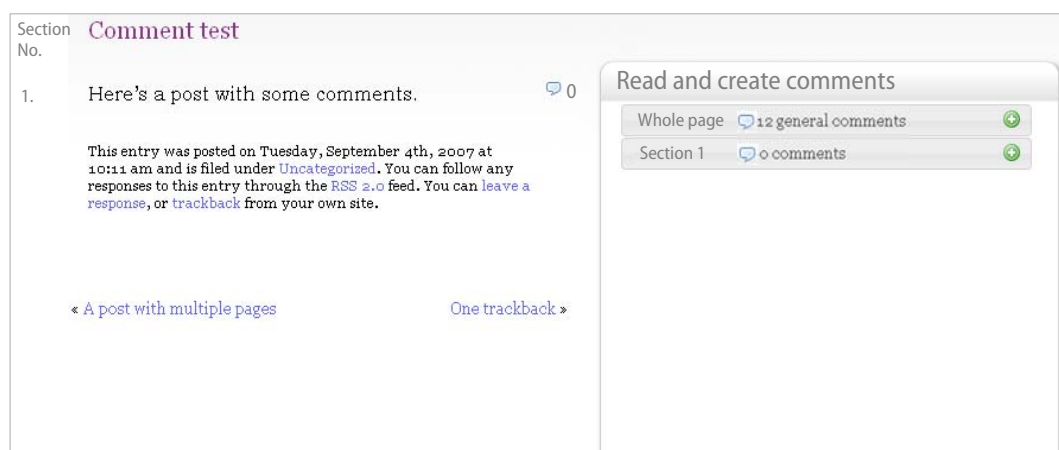 Section
No.
Comment test
1.
Here's a post with some comments.
0
This entry was posted on Tuesday, September 4th, 2007 at
10:11 am and is filed under Uncategorized. You can follow any
responses to this entry through the RSS 2.0 feed. You can leave a
response, or trackback from your own site.
« A post with multiple pages
One trackback »
Read and create comments
Whole page 12 general comments
Section 1 0 comments